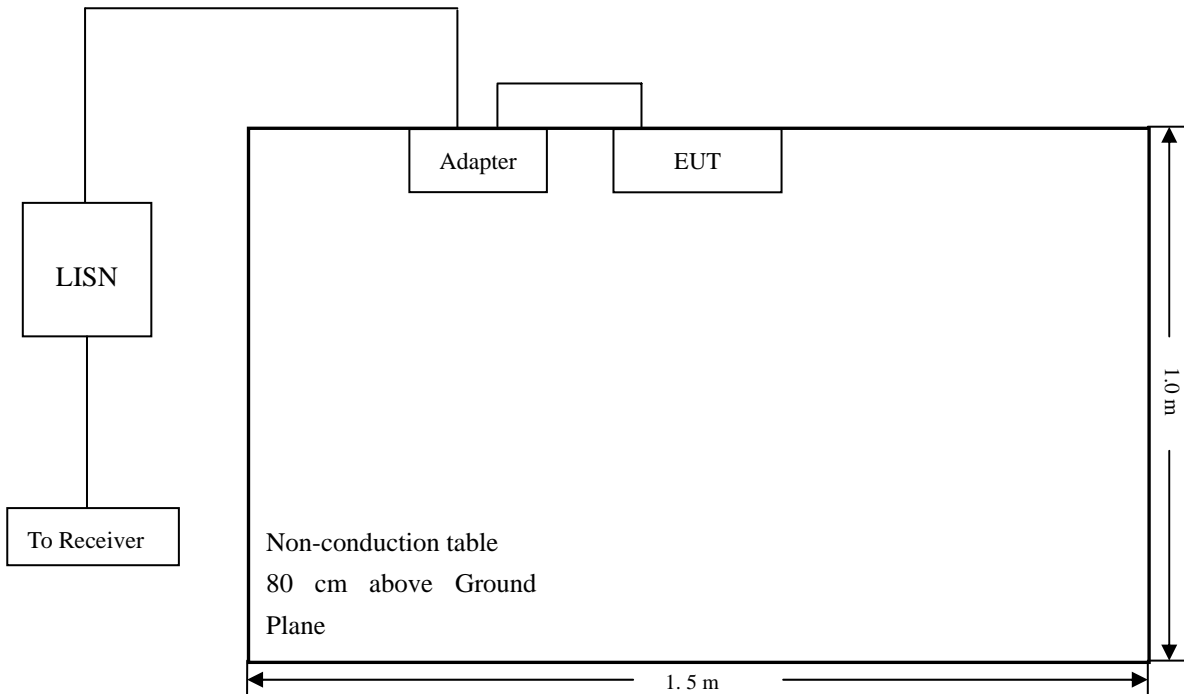 Adapter
EUT
LISN
1.0 m
To Receiver
Non-conduction table
80 cm above Ground
Plane
1. 5 m